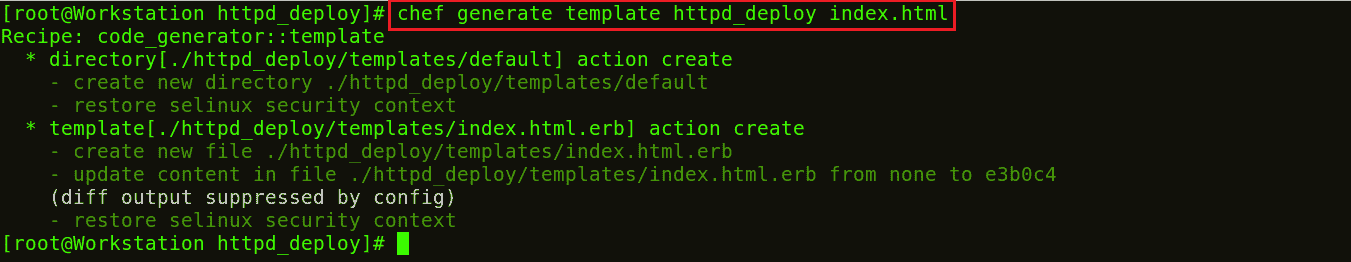 [root@Workstation httpd_deploy]# chef generate template httpd_deploy index.html
Recipe: code_generator::template
  * directory[./httpd_deploy/templates/default] action create
    - create new directory ./httpd_deploy/templates/default
    - restore selinux security context
  * template[./httpd_deploy/templates/index.html.erb] action create
    - create new file ./httpd_deploy/templates/index.html.erb
    - update content in file ./httpd_deploy/templates/index.html.erb from none to e3b0c4
    (diff output suppressed by config)
    - restore selinux security context
[root@Workstation httpd_deploy]#